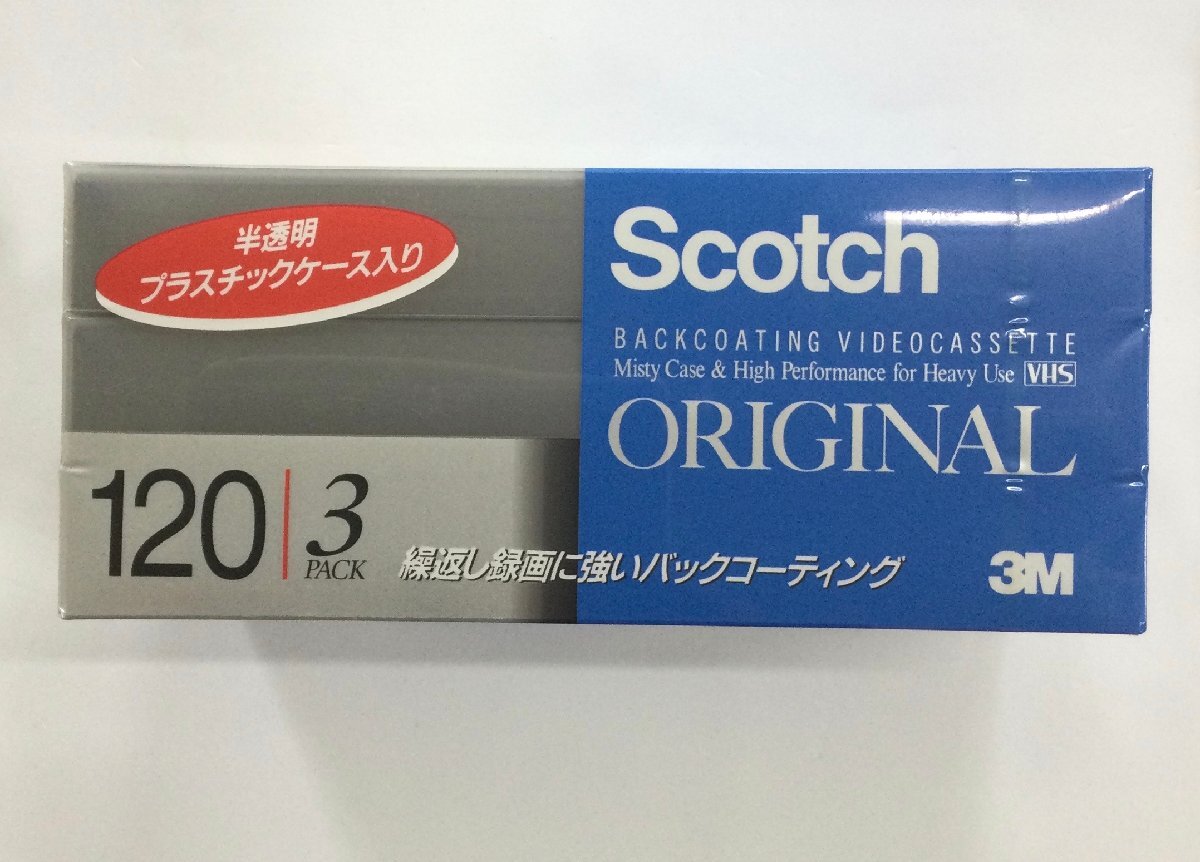 半透明
プラスチックケース入り
Scotch
BACKCOATING VIDEOCASSETTE
Misty Case & High Performance for Heavy Use VHS
ORIGINAL
120 3
PACK
繰返し録画に強いバックコーティング
3M